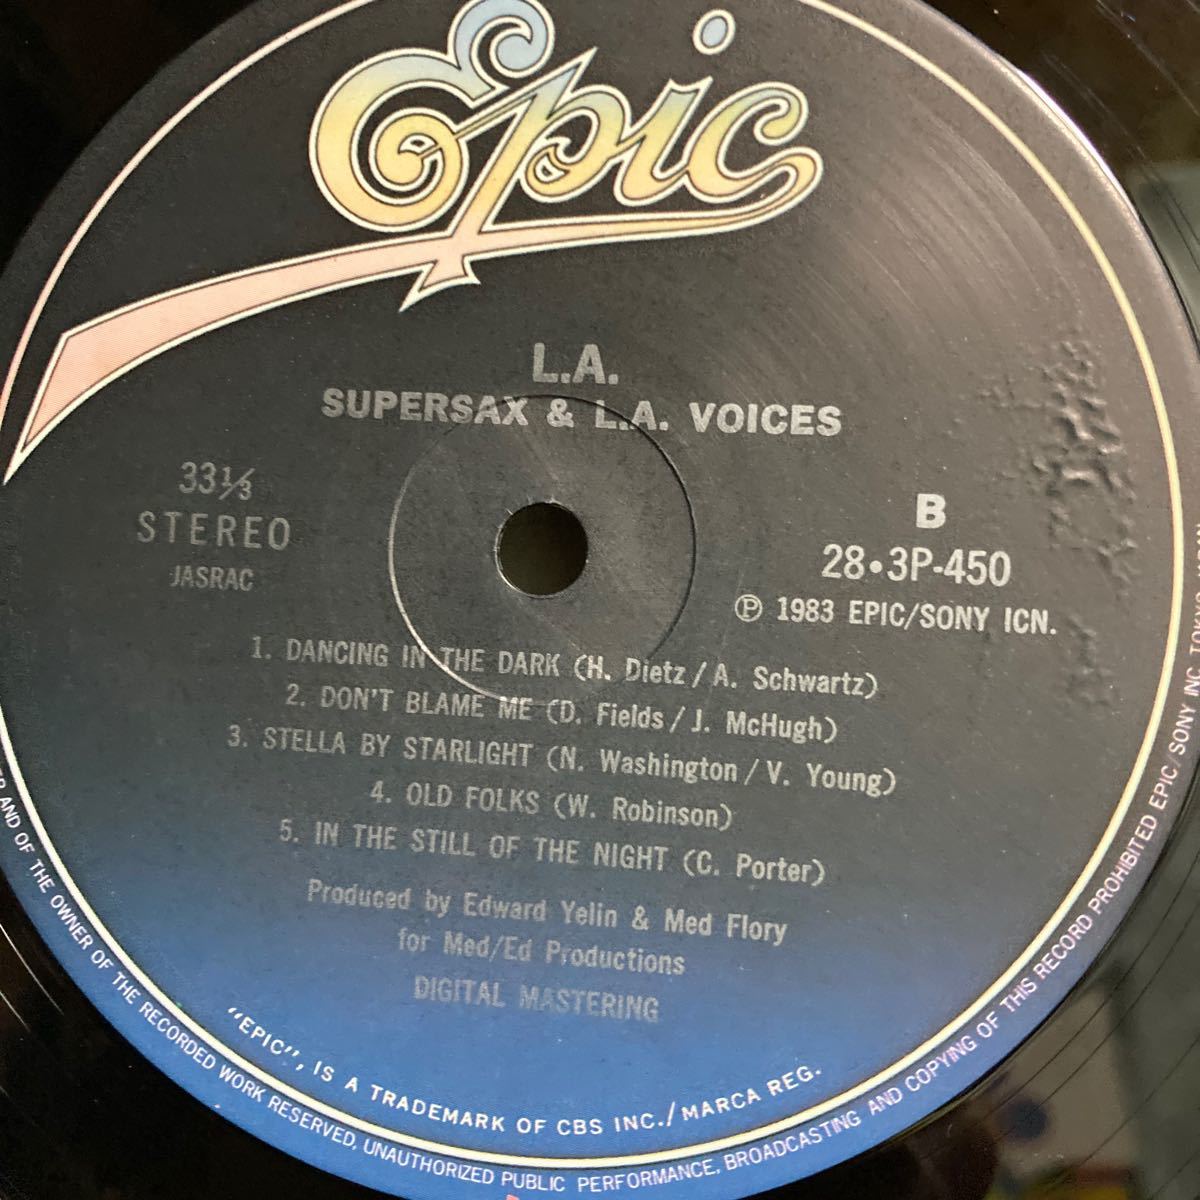 Epic
L.A.
SUPERSAX & L.A. VOICES
33⅓
STEREO
JASRAC
B
28•3P-450
Ⓟ 1983 EPIC/SONY ICN.
1. DANCING IN THE DARK (H. Dietz/A. Schwartz)
2. DON'T BLAME ME (D. Fields/J. McHugh)
3. STELLA BY STARLIGHT (N. Washington/V. Young)
4. OLD FOLKS (W. Robinson)
5. IN THE STILL OF THE NIGHT (C. Porter)
Produced by Edward Yelin & Med Flory
for Med/Ed Productions
DIGITAL MASTERING
"EPIC", IS A TRADEMARK OF CBS INC./MARCA REG.
AND OF THE OWNER OF THE RECORDED WORK RESERVED, UNAUTHORIZED PUBLIC PERFORMANCE, BROADCASTING AND COPYING OF THIS RECORD PROHIBITED EPIC/SONY INC. TOKYO